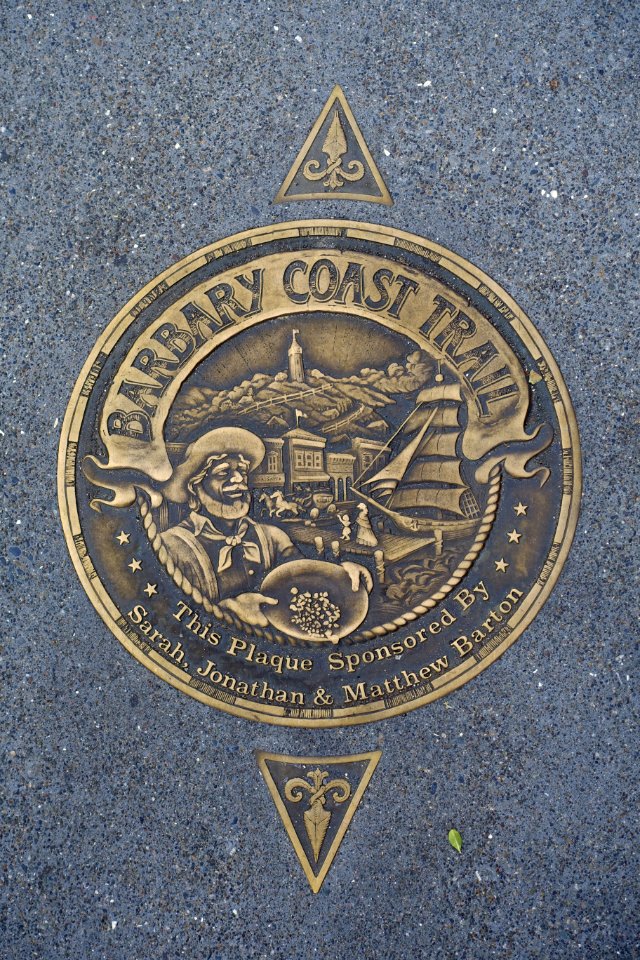 BARBARY COAST TRAIL
This Plaque Sponsored By
Sarah, Jonathan & Matthew Barton